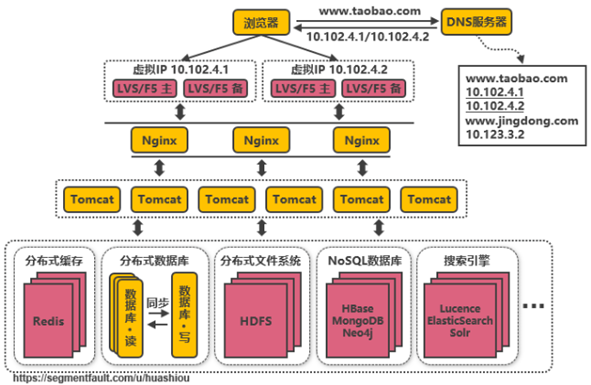 www.taobao.com
浏览器
DNS服务器
10.102.4.1/10.102.4.2
虚拟IP 10.102.4.1
虚拟IP 10.102.4.2
LVS/F5 主
LVS/F5 备
LVS/F5 主
LVS/F5 备
www.taobao.com
10.102.4.1
10.102.4.2
www.jingdong.com
10.123.3.2
......
Nginx
Nginx
Nginx
Tomcat
Tomcat
Tomcat
Tomcat
Tomcat
Tomcat
分布式缓存
Redis
分布式数据库
数据库·读
同步
数据库·写
分布式文件系统
HDFS
NoSQL数据库
HBase
MongoDB
Neo4j
搜索引擎
Lucence
ElasticSearch
Solr
...
https://segmentfault.com/u/huashiou